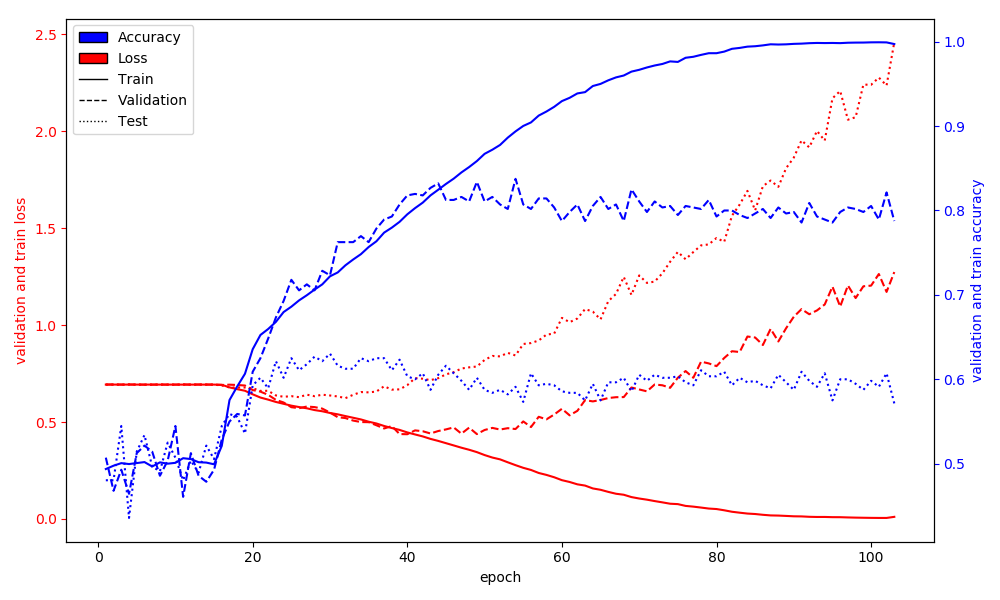 Accuracy
Loss
Train
Validation
Test
validation and train loss
2.5
2.0
1.5
1.0
0.5
0.0
validation and train accuracy
1.0
0.9
0.8
0.7
0.6
0.5
0 20 40 60 80 100
epoch